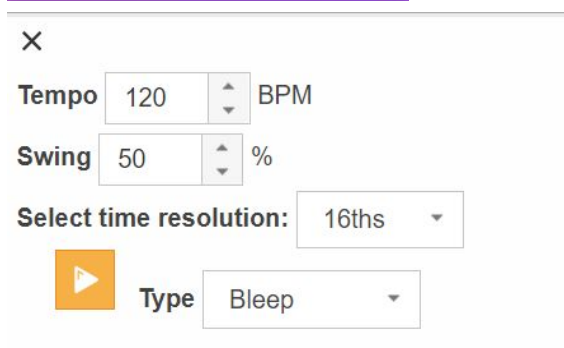 ×
Tempo 120 BPM
Swing 50 %
Select time resolution: 16ths
Type Bleep